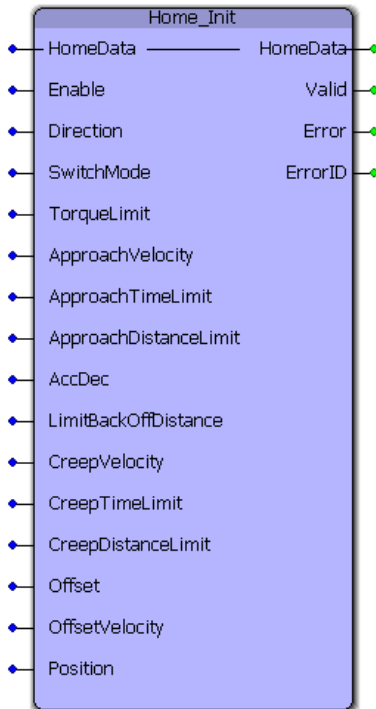 Home_Init
HomeData HomeData
Enable Valid
Direction Error
SwitchMode ErrorID
TorqueLimit
ApproachVelocity
ApproachTimeLimit
ApproachDistanceLimit
AccDec
LimitBackOffDistance
CreepVelocity
CreepTimeLimit
CreepDistanceLimit
Offset
OffsetVelocity
Position